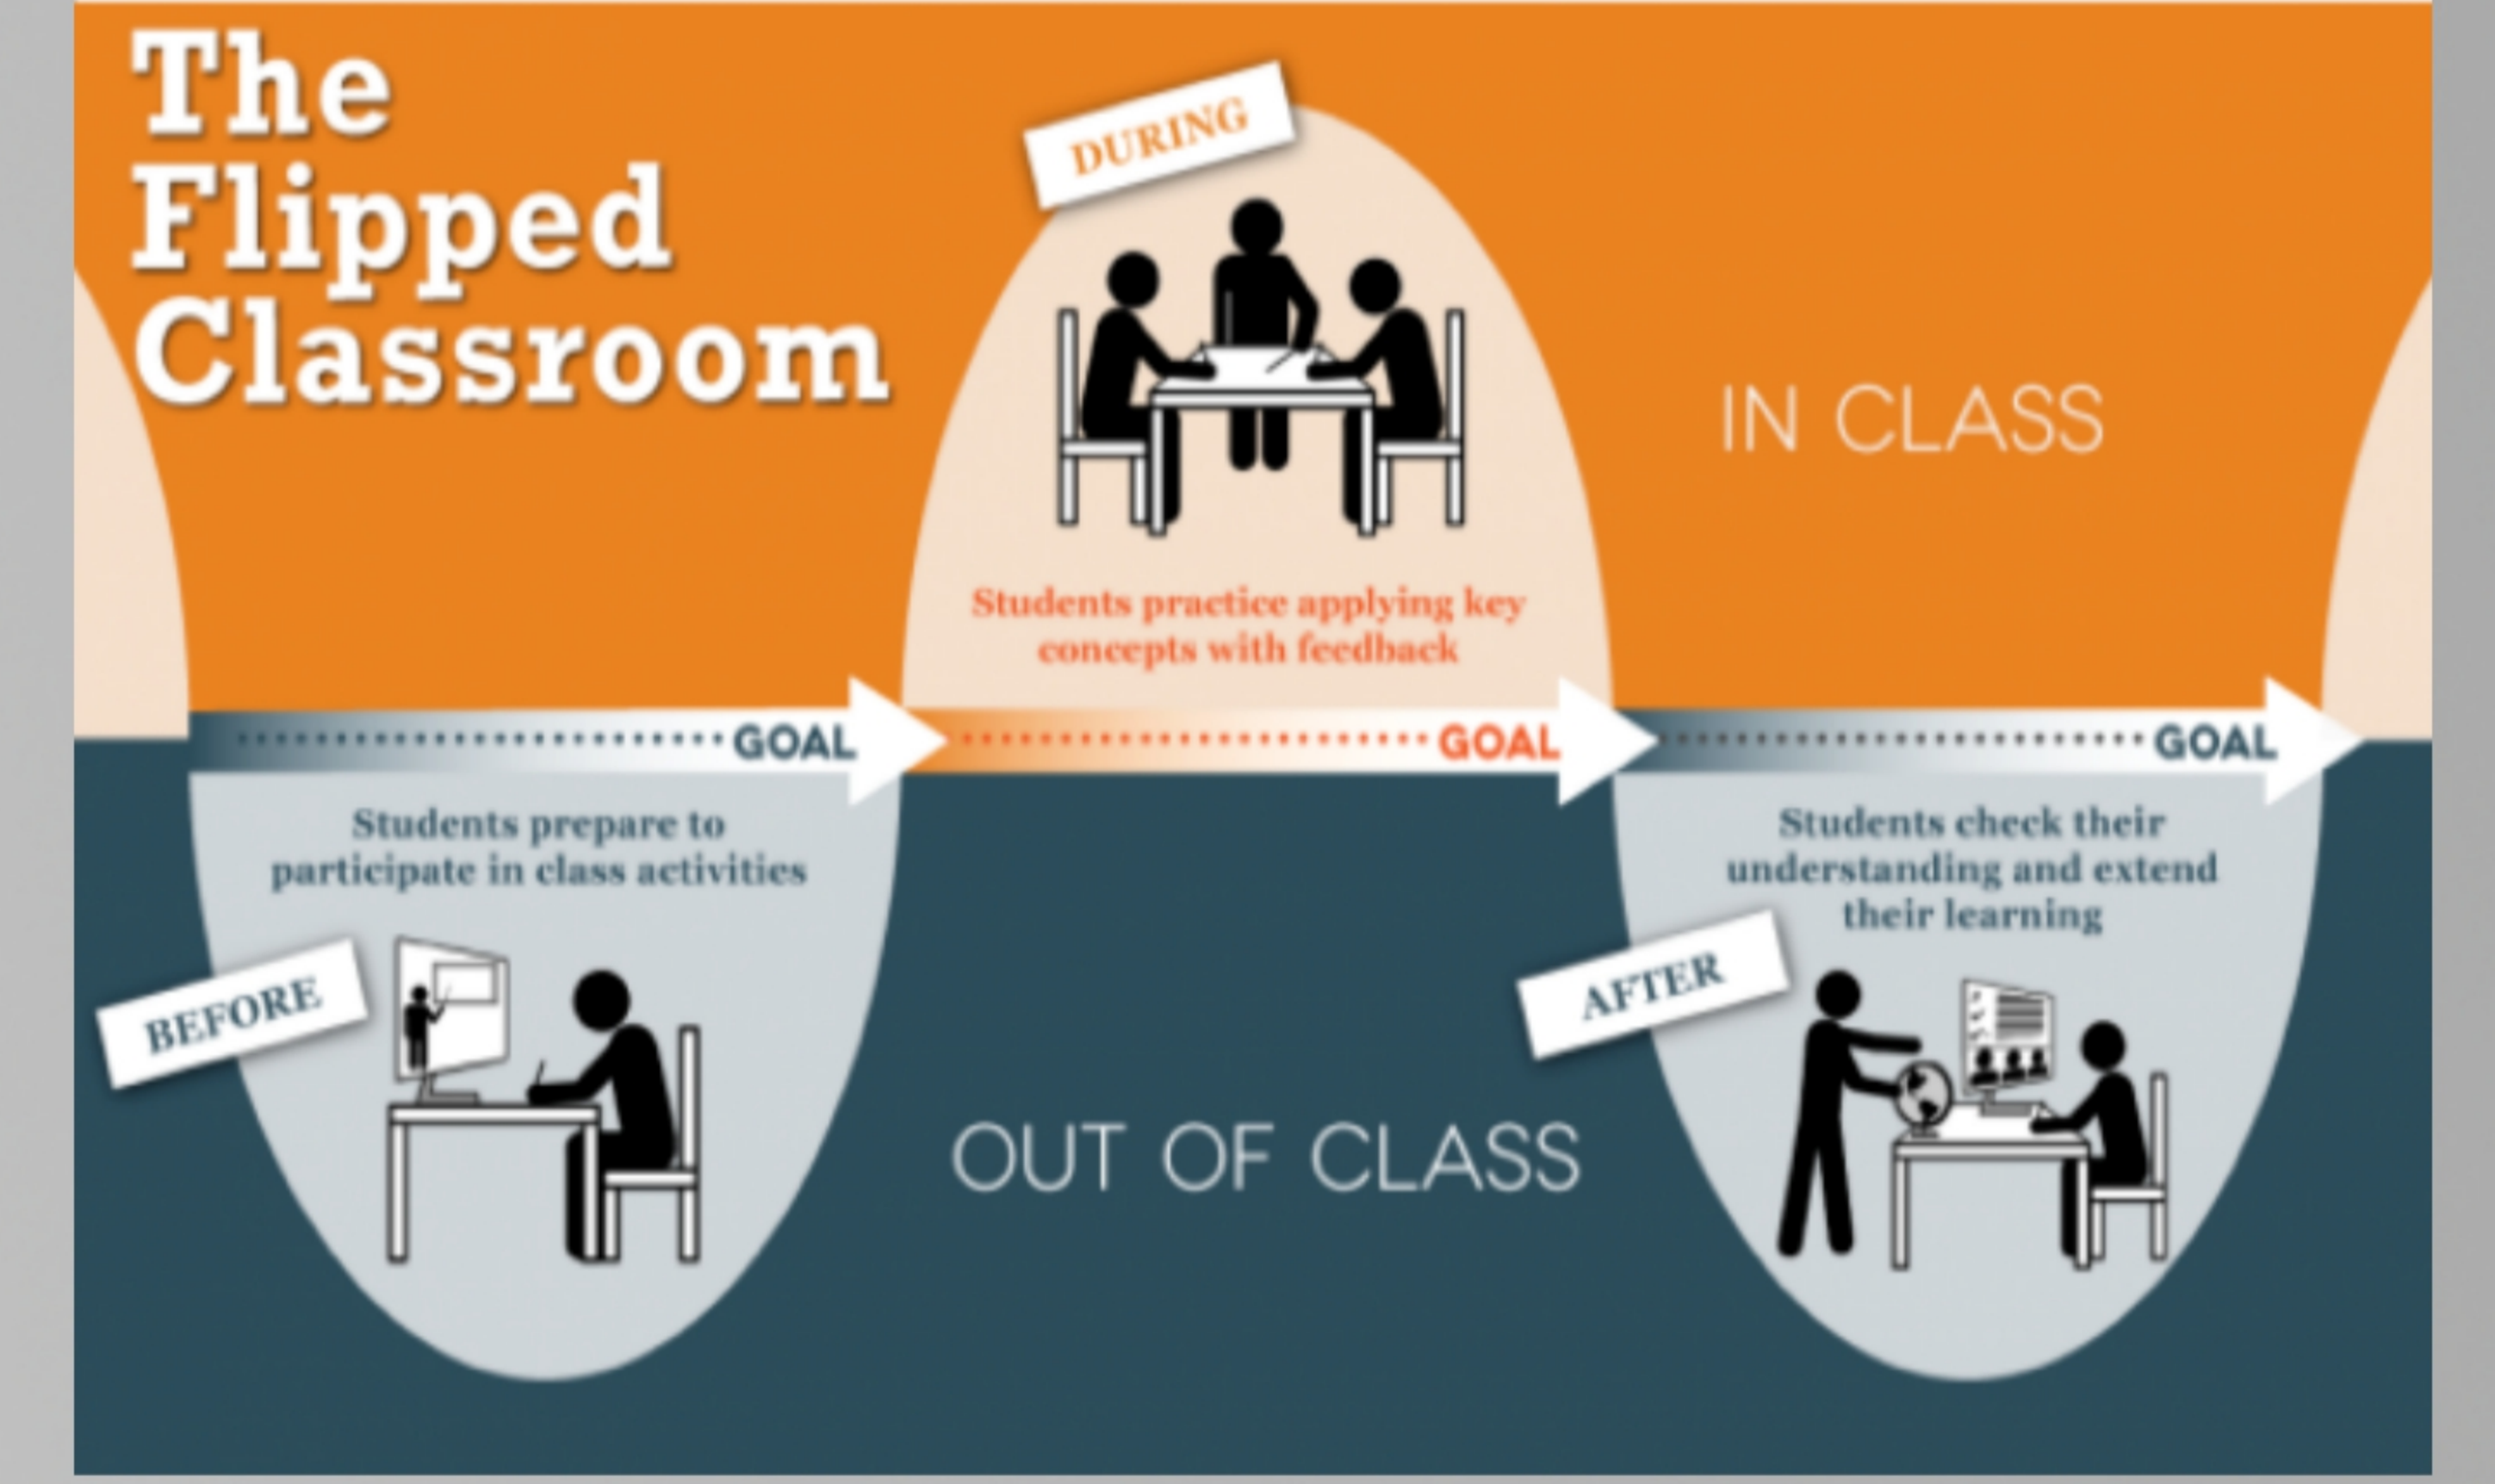 The
Flipped
Classroom
DURING
IN CLASS
Students practice applying key
concepts with feedback
GOAL
GOAL
GOAL
Students prepare to
participate in class activities
BEFORE
Students check their
understanding and extend
their learning
AFTER
OUT OF CLASS